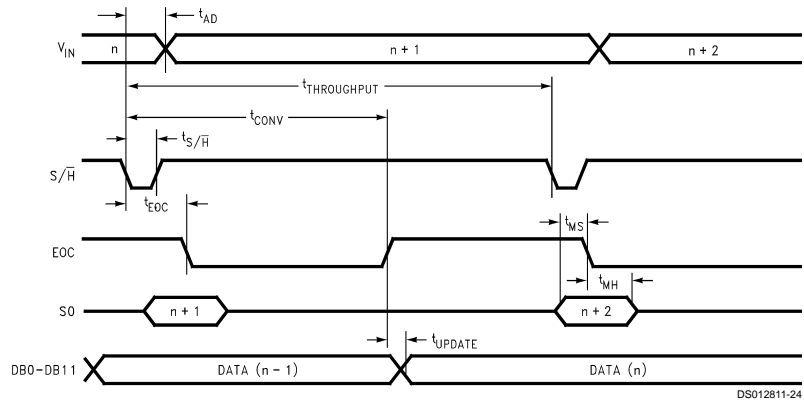 t_AD
V_IN n n + 1 n + 2
t_THROUGHPUT
t_CONV
t_S/H̅
S/H̅
t_EOC
t_MS
EOC
t_MH
S0 n + 1 n + 2
t_UPDATE
DB0-DB11 DATA (n - 1) DATA (n)
DS012811-24